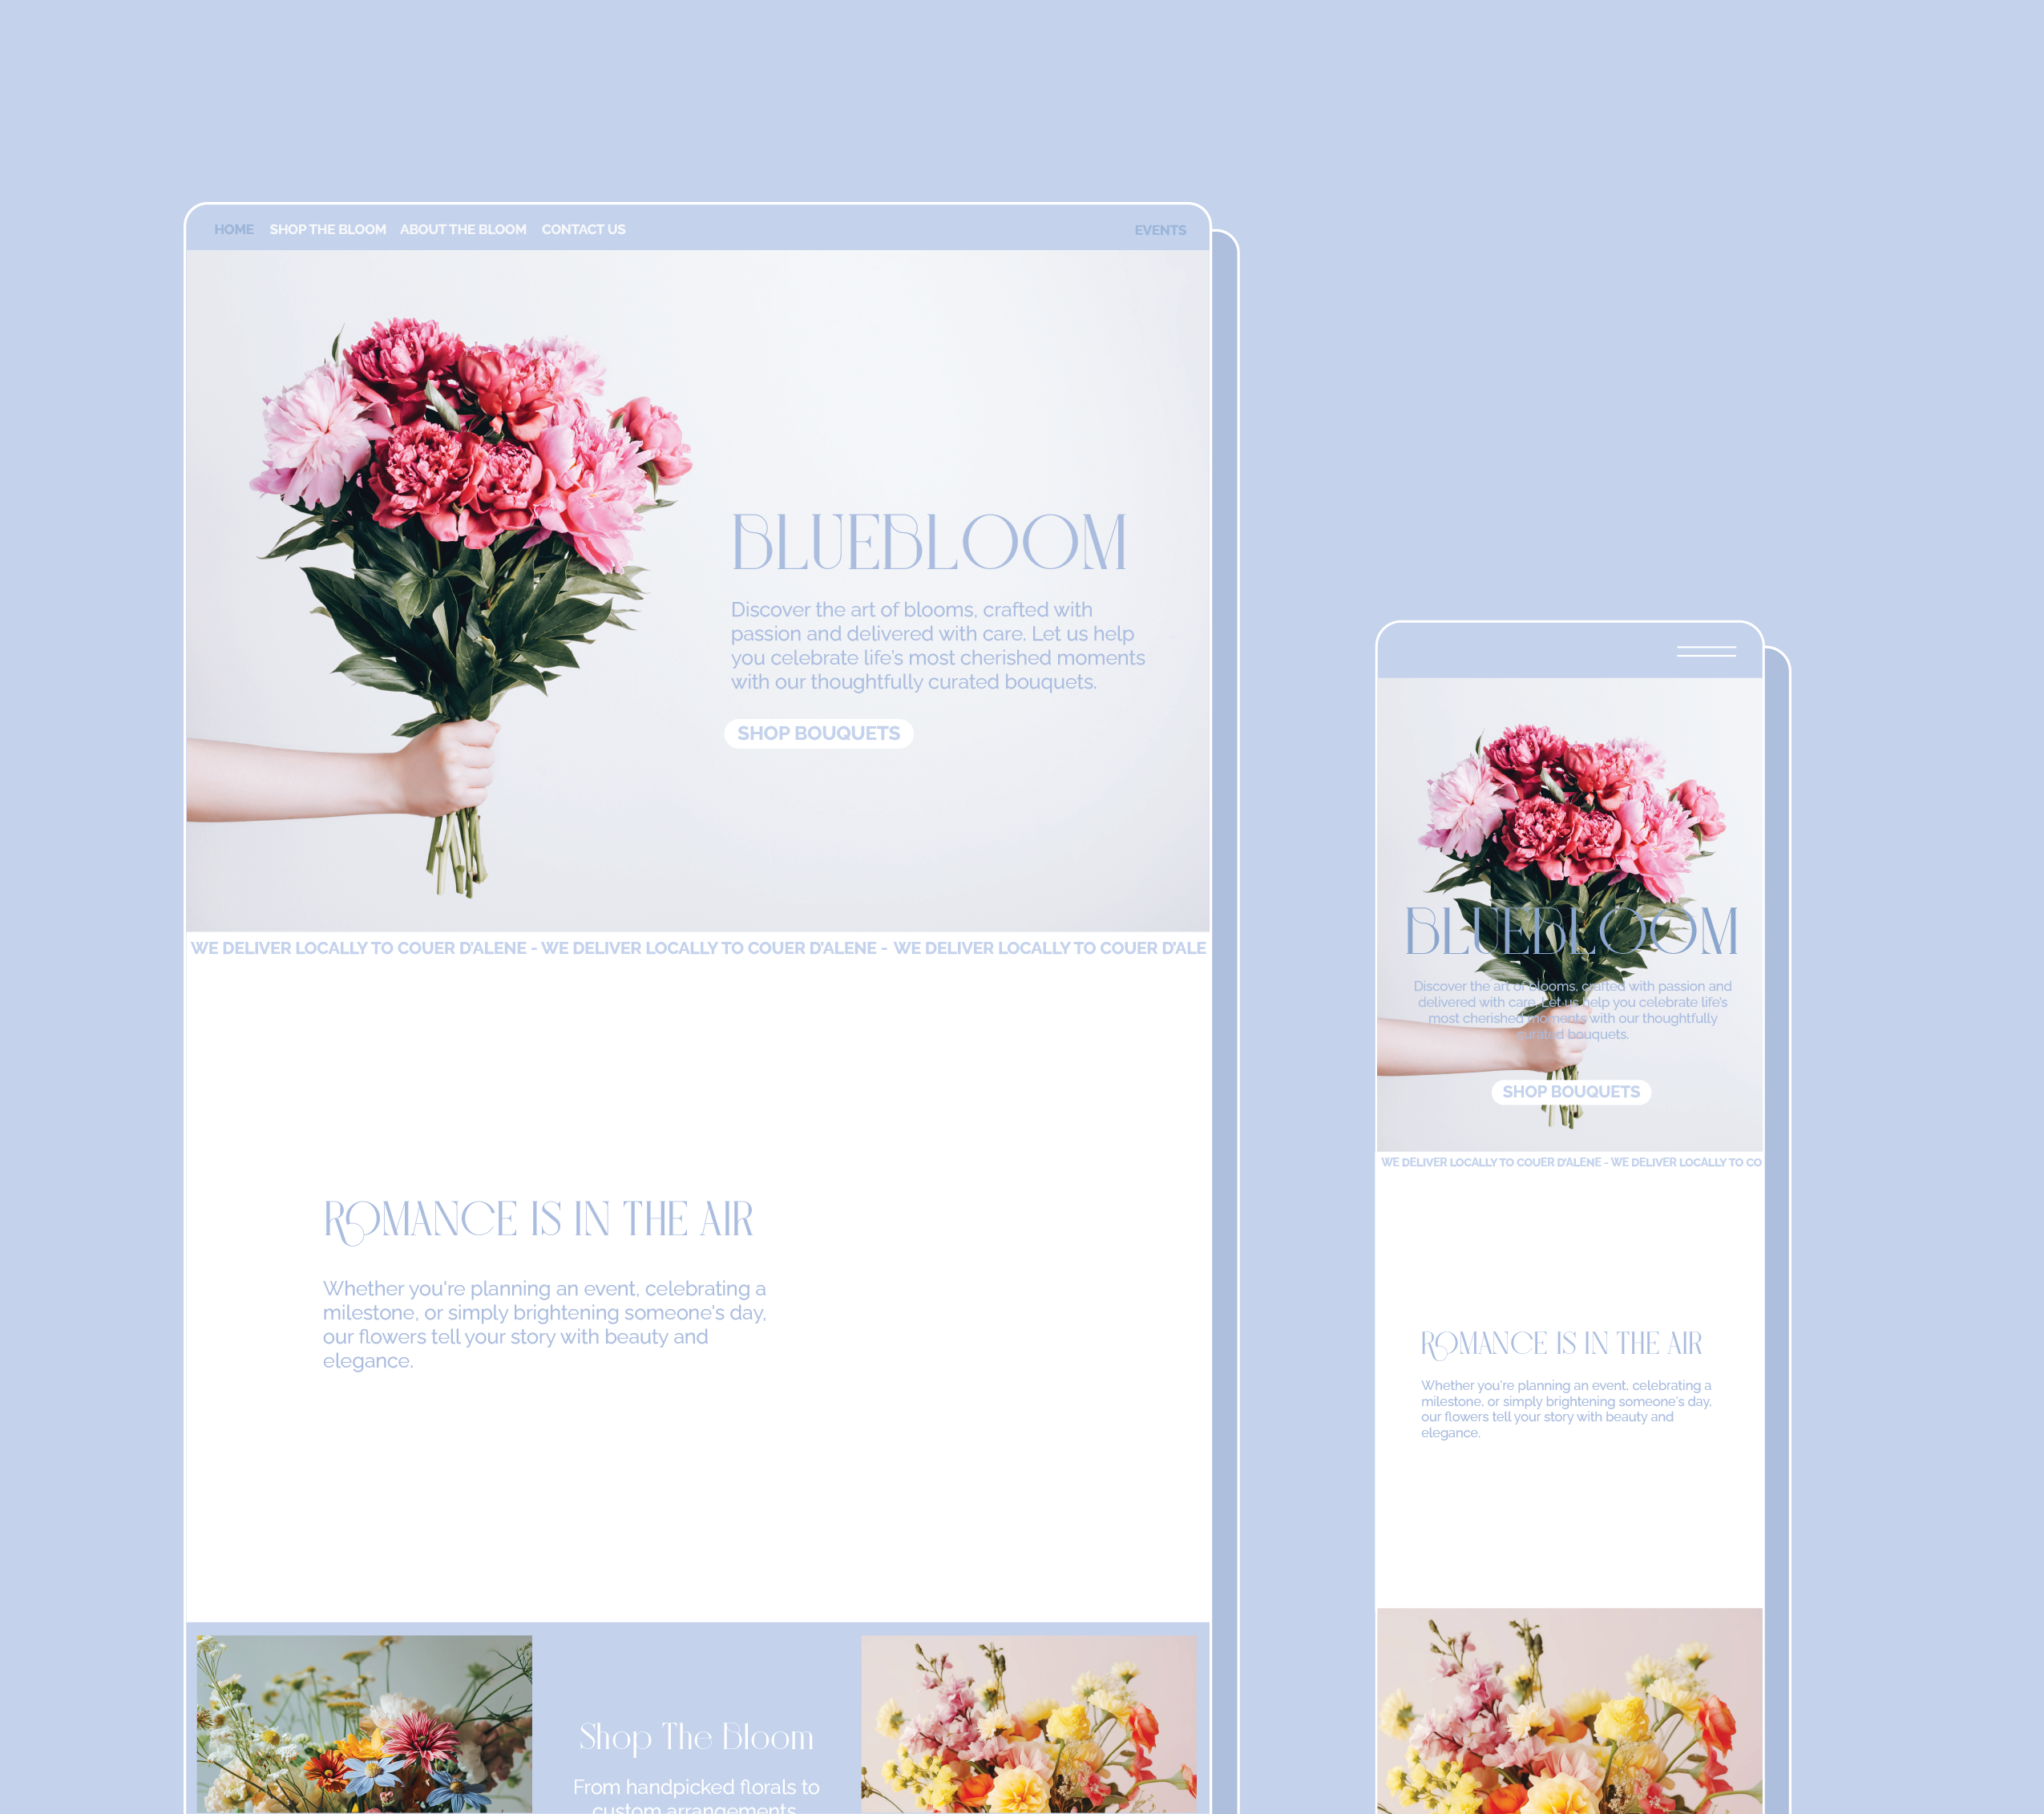 HOME SHOP THE BLOOM ABOUT THE BLOOM CONTACT US EVENTS
BLUEBLOOM
Discover the art of blooms, crafted with
passion and delivered with care. Let us help
you celebrate life's most cherished moments
with our thoughtfully curated bouquets.
SHOP BOUQUETS
WE DELIVER LOCALLY TO COUER D'ALENE - WE DELIVER LOCALLY TO COUER D'ALENE - WE DELIVER LOCALLY TO COUER D'ALE
ROMANCE IS IN THE AIR
Whether you're planning an event, celebrating a
milestone, or simply brightening someone's day,
our flowers tell your story with beauty and
elegance.
Shop The Bloom
From handpicked florals to
custom arrangements
BLUEBLOOM
Discover the art of blooms, crafted with passion and
delivered with care. Let us help you celebrate life's
most cherished moments with our thoughtfully
curated bouquets.
SHOP BOUQUETS
WE DELIVER LOCALLY TO COUER D'ALENE - WE DELIVER LOCALLY TO CO
ROMANCE IS IN THE AIR
Whether you're planning an event, celebrating a
milestone, or simply brightening someone's day,
our flowers tell your story with beauty and
elegance.